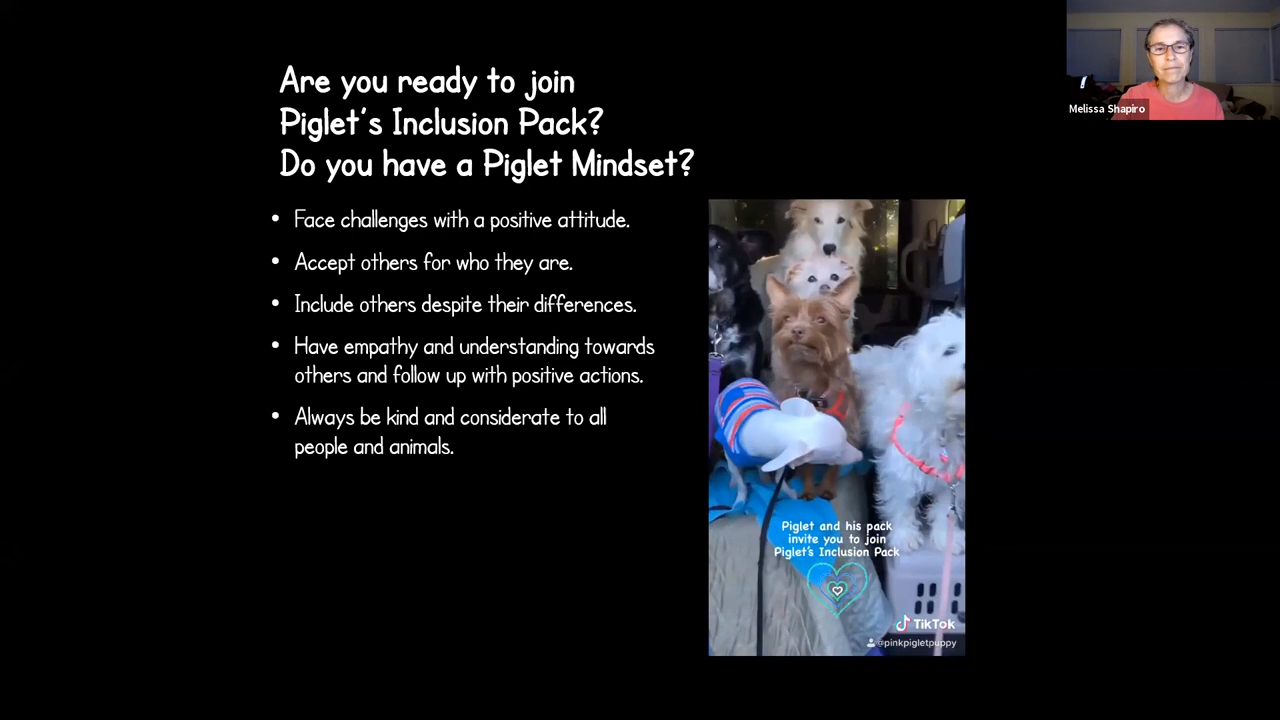 Are you ready to join
Piglet's Inclusion Pack?
Do you have a Piglet Mindset?
• Face challenges with a positive attitude.
• Accept others for who they are.
• Include others despite their differences.
• Have empathy and understanding towards
others and follow up with positive actions.
• Always be kind and considerate to all
people and animals.
Piglet and his pack
invite you to join
Piglet's Inclusion Pack
TikTok
@pinkpigletpuppy
Melissa Shapiro